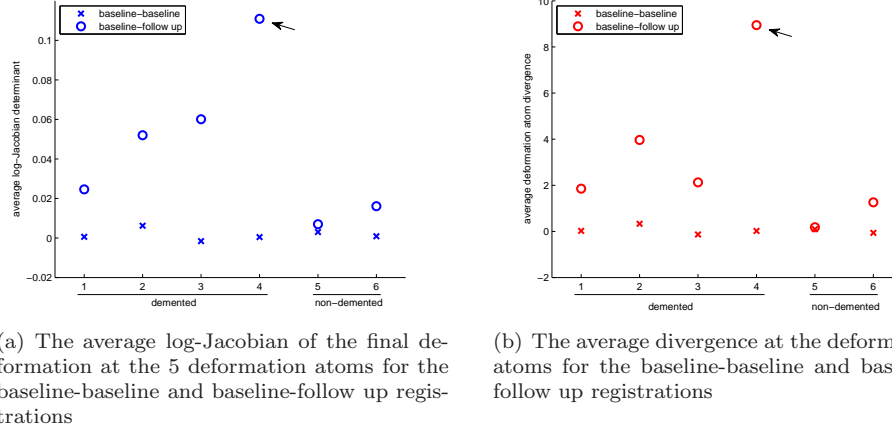 baseline−baseline
baseline−follow up
0.1
0.08
0.06
0.04
0.02
0
−0.02
average log−Jacobian determinant
1 2 3 4 5 6
demented non−demented
baseline−baseline
baseline−follow up
10
8
6
4
2
0
−2
average deformation atom divergence
1 2 3 4 5 6
demented non−demented
(a) The average log-Jacobian of the final de-
formation at the 5 deformation atoms for the
baseline-baseline and baseline-follow up regis-
trations
(b) The average divergence at the deform
atoms for the baseline-baseline and bas
follow up registrations